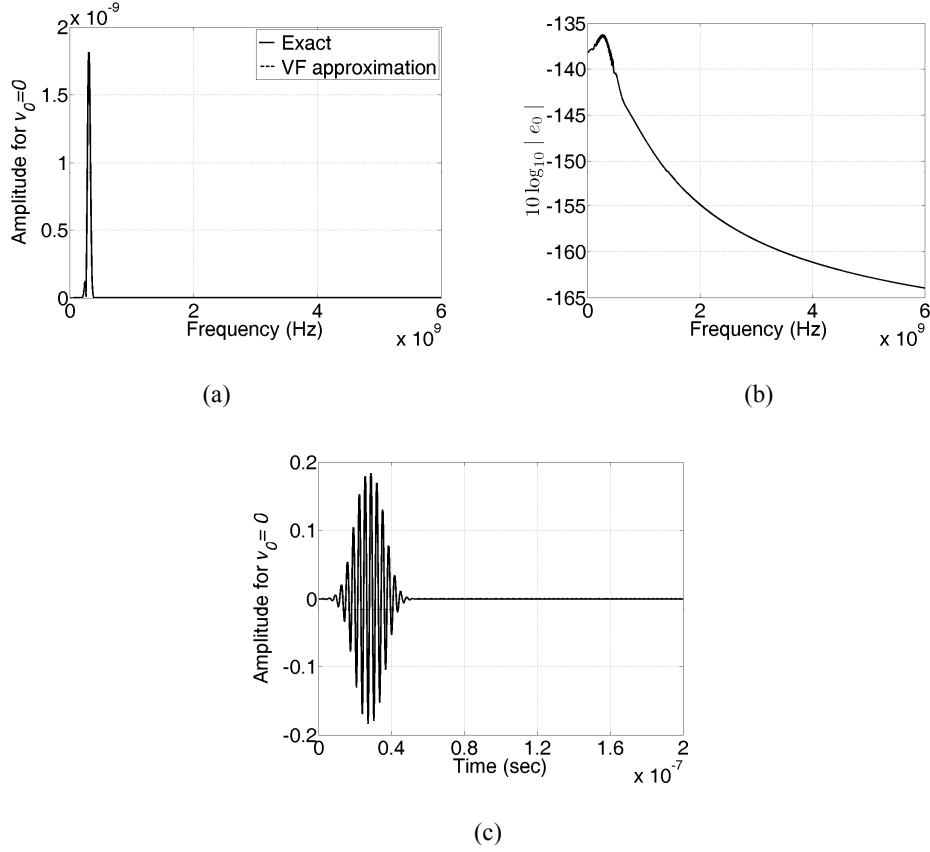 x 10^-9
2
1.5
1
0.5
0
Amplitude for v_0=0
Exact
VF approximation
0 2 4 6
Frequency (Hz)
x 10^9
(a)
-135
-140
-145
-150
-155
-160
-165
10 log_10 | e_0 |
0 2 4 6
Frequency (Hz)
x 10^9
(b)
0.2
0.1
0
-0.1
-0.2
Amplitude for v_0= 0
0 0.4 0.8 1.2 1.6 2
Time (sec)
x 10^-7
(c)